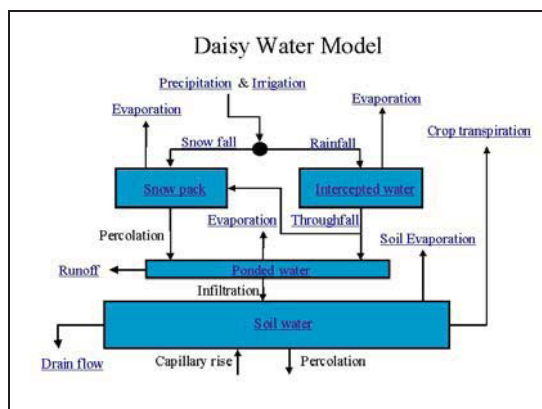 Daisy Water Model
Precipitation & Irrigation
Evaporation
Evaporation
Crop transpiration
Snow fall
Rainfall
Snow pack
Intercepted water
Evaporation
Throughfall
Percolation
Soil Evaporation
Runoff
Ponded water
Infiltration
Soil water
Drain flow
Capillary rise
Percolation